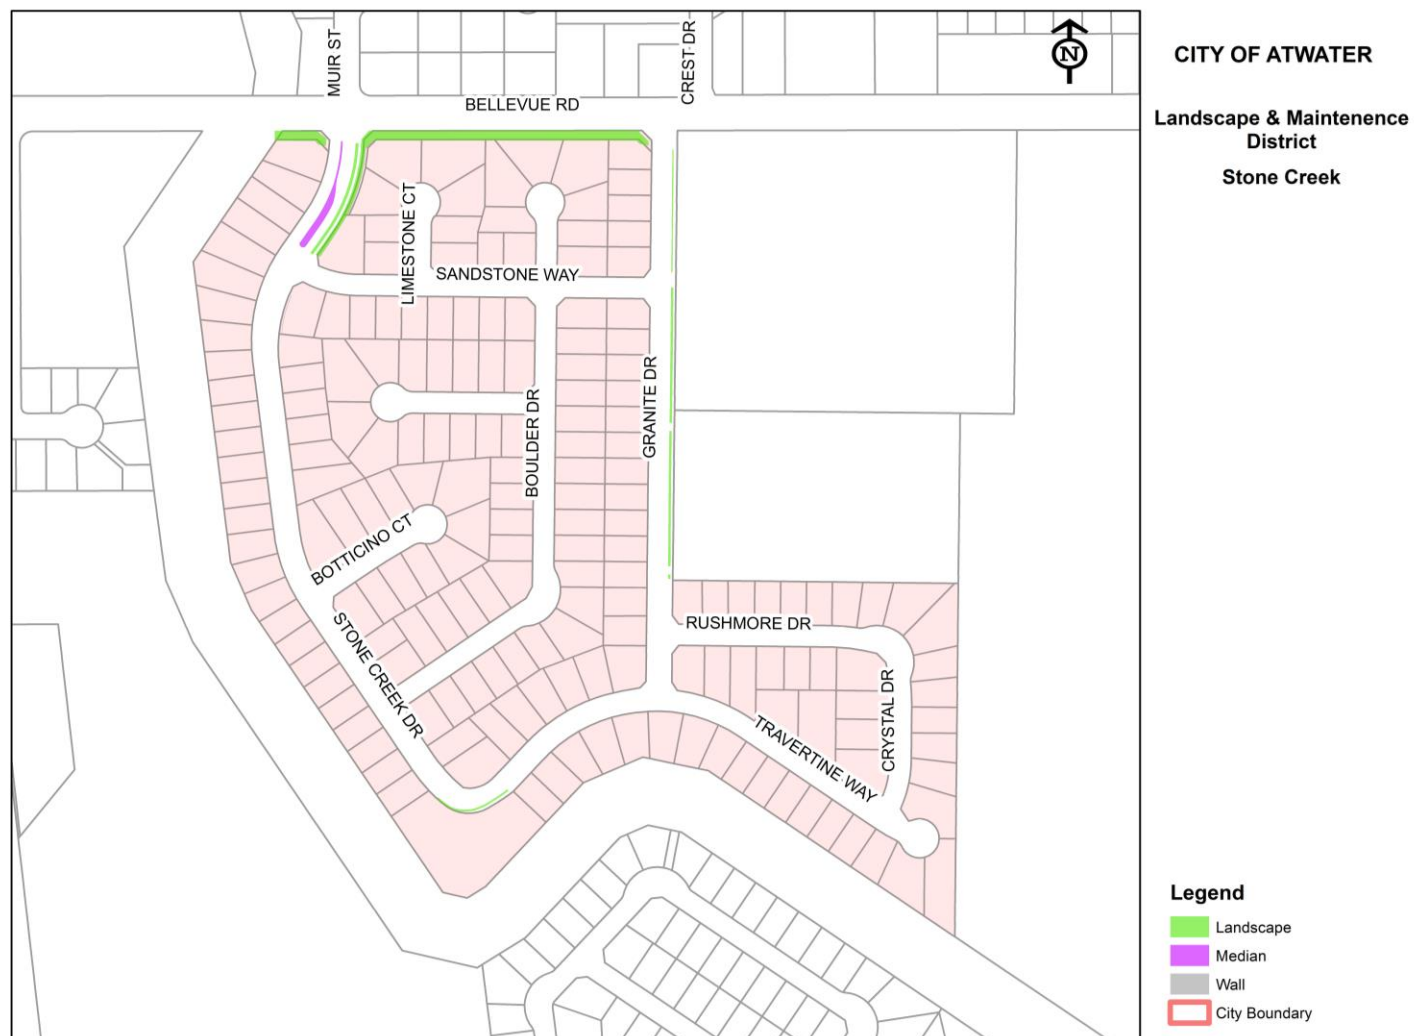 MUIR ST
CREST DR
N
BELLEVUE RD
LIMESTONE CT
SANDSTONE WAY
GRANITE DR
BOULDER DR
BOTTICINO CT
STONE CREEK DR
RUSHMORE DR
CRYSTAL DR
TRAVERTINE WAY
CITY OF ATWATER
Landscape & Maintenence
District
Stone Creek
Legend
Landscape
Median
Wall
City Boundary